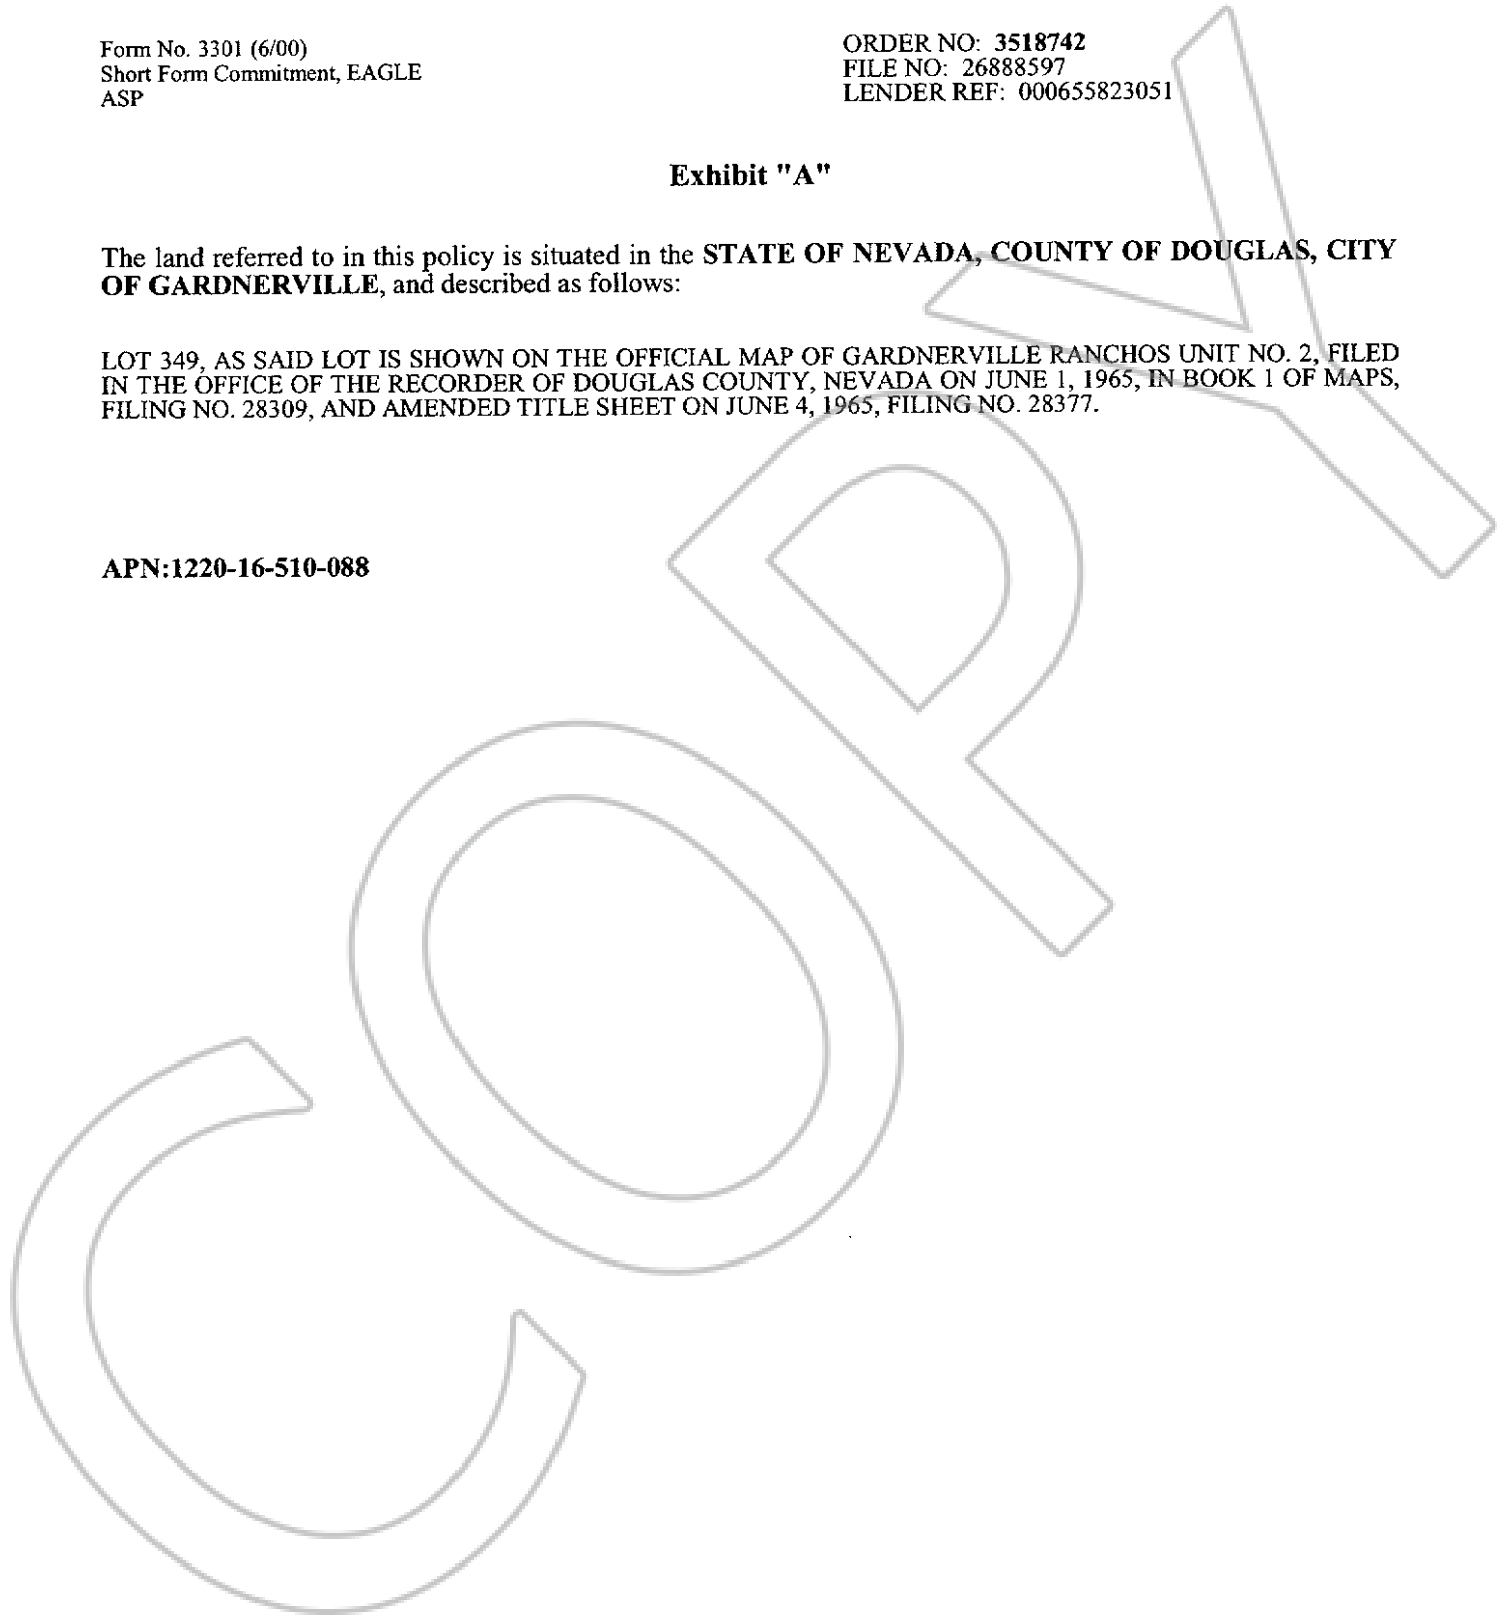 Form No. 3301 (6/00)
Short Form Commitment, EAGLE
ASP
ORDER NO: 3518742
FILE NO: 26888597
LENDER REF: 000655823051
Exhibit "A"
The land referred to in this policy is situated in the STATE OF NEVADA, COUNTY OF DOUGLAS, CITY
OF GARDNERVILLE, and described as follows:
LOT 349, AS SAID LOT IS SHOWN ON THE OFFICIAL MAP OF GARDNERVILLE RANCHOS UNIT NO. 2, FILED
IN THE OFFICE OF THE RECORDER OF DOUGLAS COUNTY, NEVADA ON JUNE 1, 1965, IN BOOK 1 OF MAPS,
FILING NO. 28309, AND AMENDED TITLE SHEET ON JUNE 4, 1965, FILING NO. 28377.
APN:1220-16-510-088
COPY